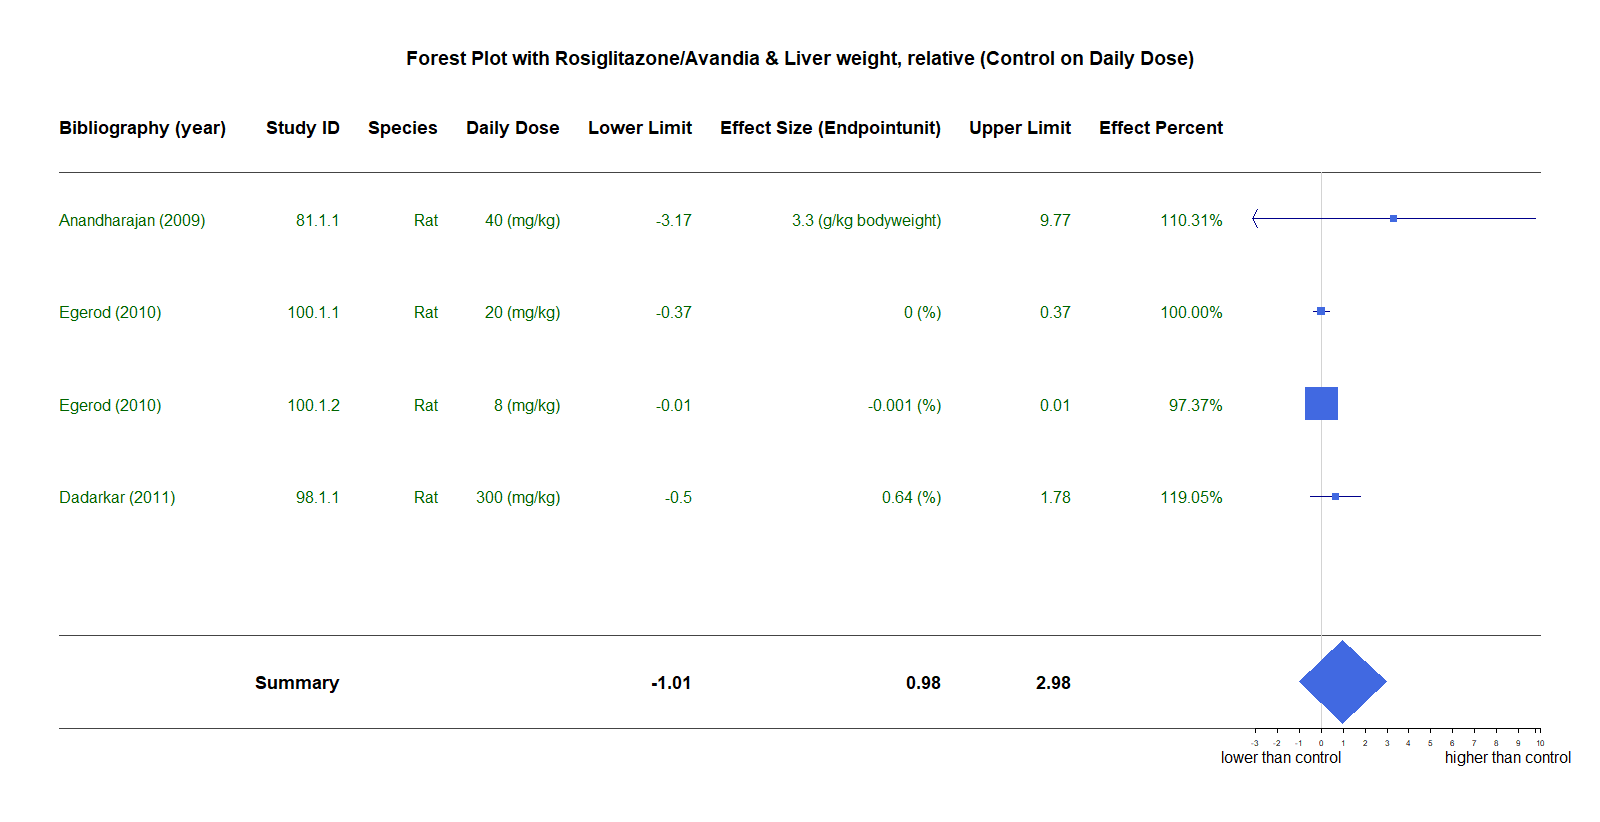 Forest Plot with Rosiglitazone/Avandia & Liver weight, relative (Control on Daily Dose)
Bibliography (year) Study ID Species Daily Dose Lower Limit Effect Size (Endpointunit) Upper Limit Effect Percent
Anandharajan (2009) 81.1.1 Rat 40 (mg/kg) -3.17 3.3 (g/kg bodyweight) 9.77 110.31%
Egerod (2010) 100.1.1 Rat 20 (mg/kg) -0.37 0 (%) 0.37 100.00%
Egerod (2010) 100.1.2 Rat 8 (mg/kg) -0.01 -0.001 (%) 0.01 97.37%
Dadarkar (2011) 98.1.1 Rat 300 (mg/kg) -0.5 0.64 (%) 1.78 119.05%
Summary -1.01 0.98 2.98
-3 -2 -1 0 1 2 3 4 5 6 7 8 9 10
lower than control higher than control